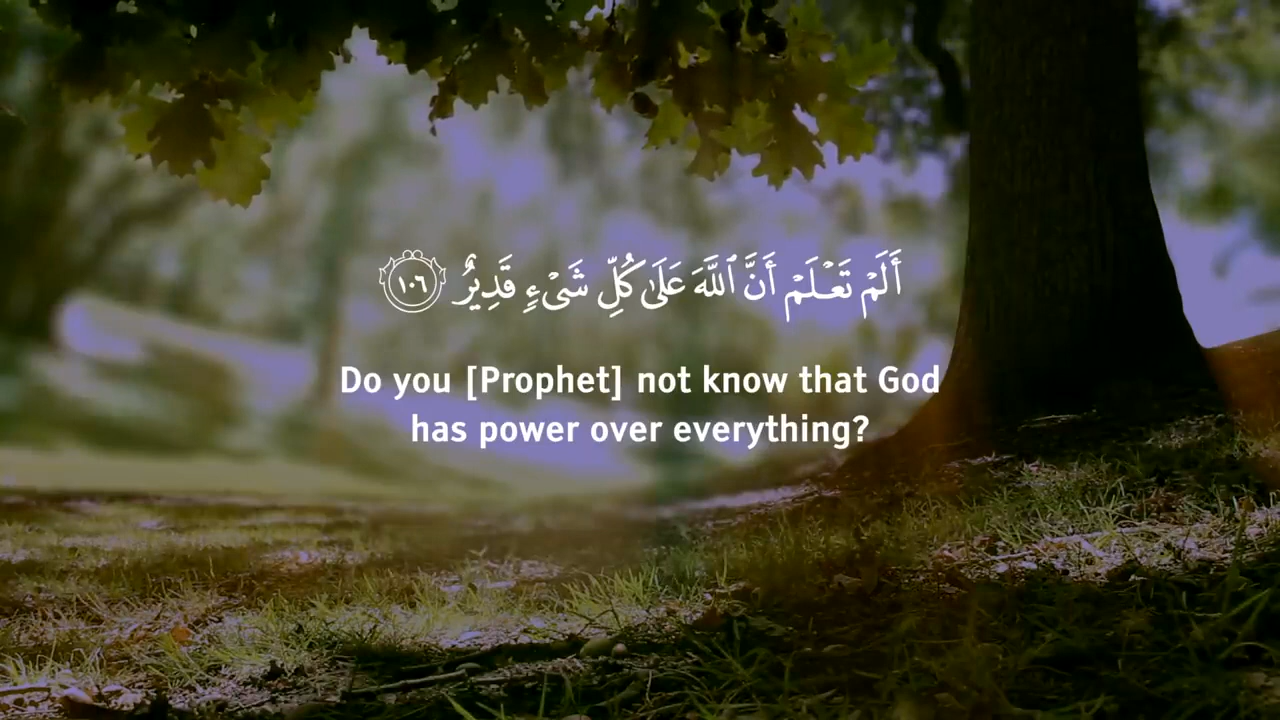 أَلَمْ تَعْلَمْ أَنَّ ٱللَّهَ عَلَىٰ كُلِّ شَىْءٍ قَدِيرٌ ١٠٦
Do you [Prophet] not know that God
has power over everything?